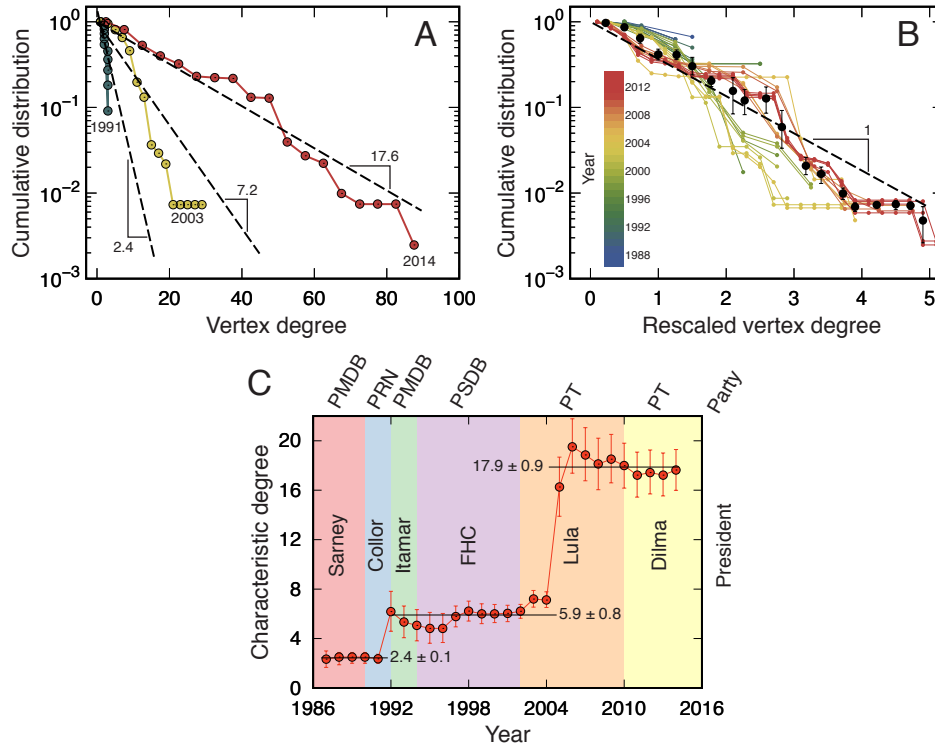 A
10⁰
10⁻¹
10⁻²
10⁻³
Cumulative distribution
1991
2.4
7.2
2003
17.6
2014
0 20 40 60 80 100
Vertex degree
B
10⁰
10⁻¹
10⁻²
10⁻³
Cumulative distribution
Year
2012
2008
2004
2000
1996
1992
1988
1
0 1 2 3 4 5
Rescaled vertex degree
C
PMDB PRN PMDB PSDB PT PT Party
20
16
12
8
4
0
Characteristic degree
17.9 ± 0.9
5.9 ± 0.8
2.4 ± 0.1
Sarney Collor Itamar FHC Lula Dilma President
1986 1992 1998 2004 2010 2016
Year